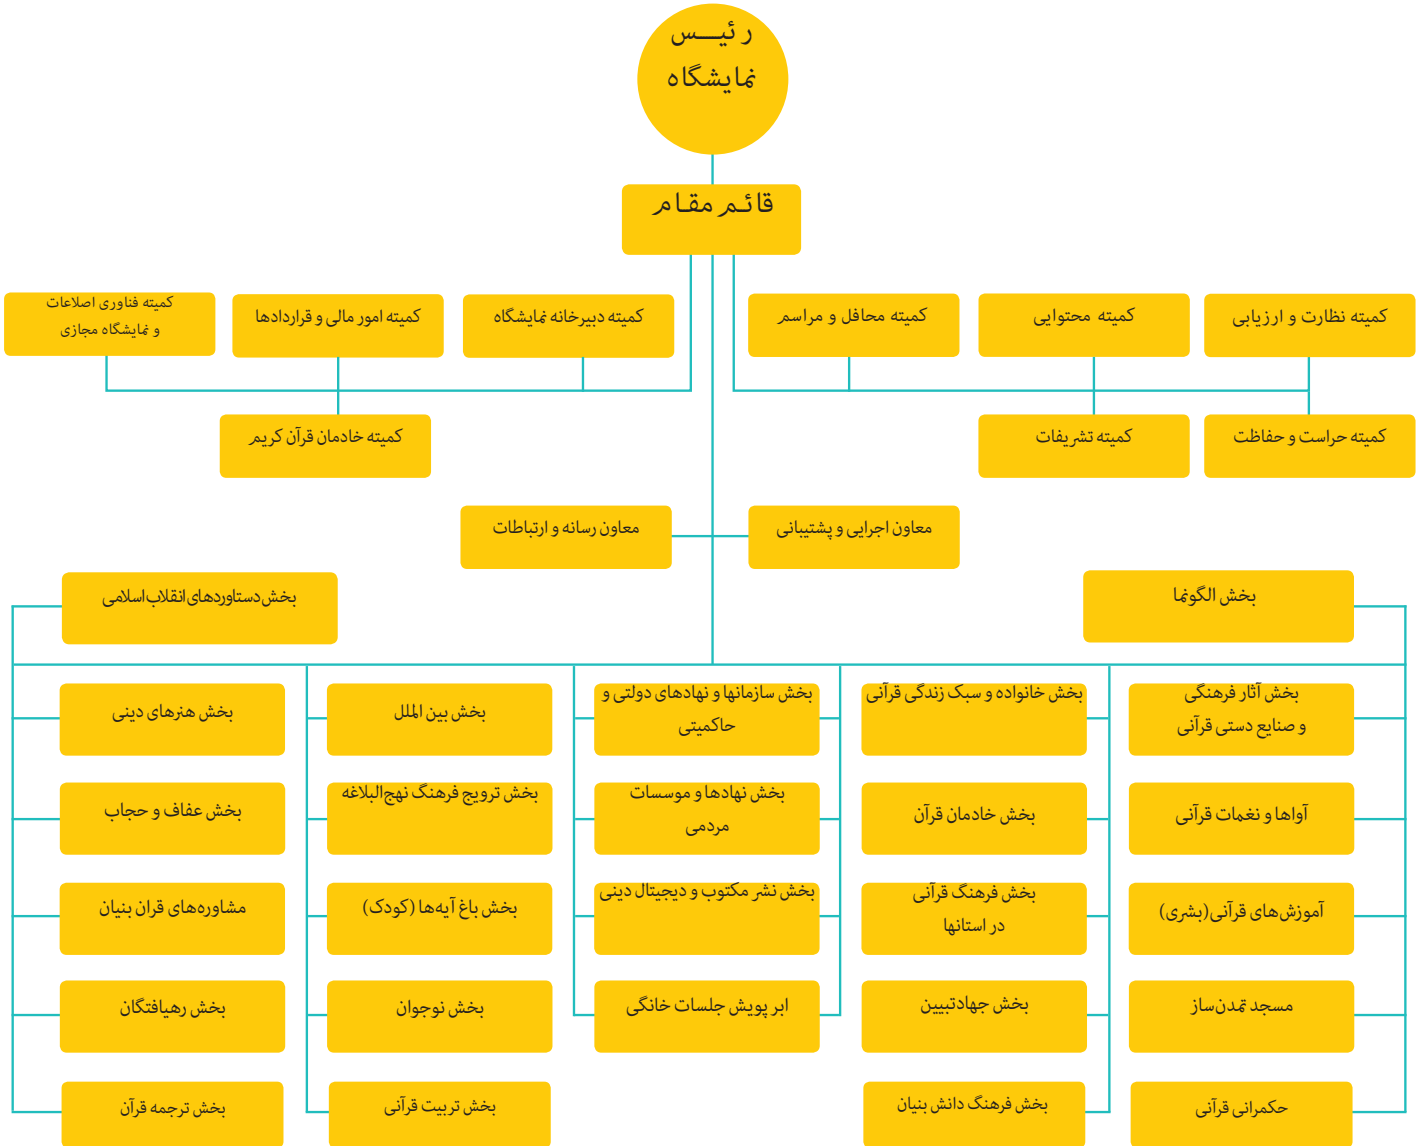 رئیس
نمایشگاه
قائم مقام
کمیته نظارت و ارزیابی
کمیته محتوایی
کمیته محافل و مراسم
کمیته دبیرخانه نمایشگاه
کمیته امور مالی و قراردادها
کمیته فناوری اصلاعات
و نمایشگاه مجازی
کمیته حراست و حفاظت
کمیته تشریفات
کمیته خادمان قرآن کریم
معاون اجرایی و پشتیبانی
معاون رسانه و ارتباطات
بخش الگونما
بخش دستاوردهای انقلاب اسلامی
بخش آثار فرهنگی
و صنایع دستی قرآنی
بخش خانواده و سبک زندگی قرآنی
بخش سازمانها و نهادهای دولتی و
حاکمیتی
بخش بین الملل
بخش هنرهای دینی
آواها و نغمات قرآنی
بخش خادمان قرآن
بخش نهادها و موسسات
مردمی
بخش ترویج فرهنگ نهج‌البلاغه
بخش عفاف و حجاب
آموزش‌های قرآنی(بشری)
بخش فرهنگ قرآنی
در استانها
بخش نشر مکتوب و دیجیتال دینی
بخش باغ آیه‌ها (کودک)
مشاوره‌های قران بنیان
مسجد تمدن‌ساز
بخش جهادتبیین
ابر پویش جلسات خانگی
بخش نوجوان
بخش رهیافتگان
حکمرانی قرآنی
بخش فرهنگ دانش بنیان
بخش تربیت قرآنی
بخش ترجمه قرآن